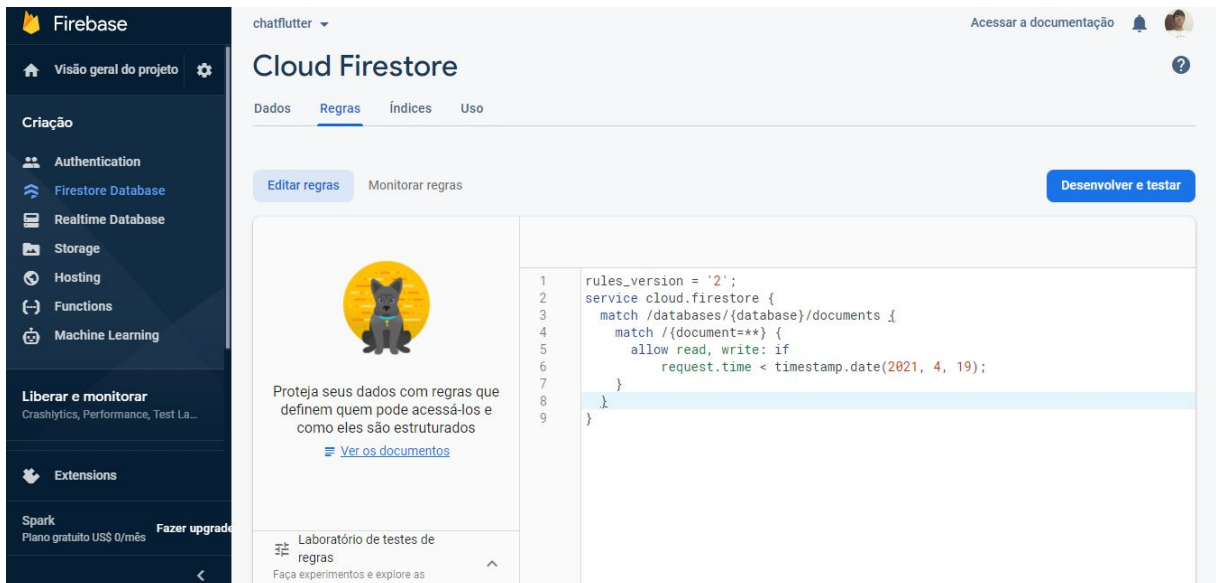 Firebase
Visão geral do projeto
Criação
Authentication
Firestore Database
Realtime Database
Storage
Hosting
Functions
Machine Learning
Liberar e monitorar
Crashlytics, Performance, Test La...
Extensions
Spark
Plano gratuito US$ 0/mês
Fazer upgrade
chatflutter
Acessar a documentação
Cloud Firestore
Dados Regras Índices Uso
Editar regras Monitorar regras
Desenvolver e testar
Proteja seus dados com regras que
definem quem pode acessá-los e
como eles são estruturados
Ver os documentos
Laboratório de testes de
regras
Faça experimentos e explore as
1 rules_version = '2';
2 service cloud.firestore {
3 match /databases/{database}/documents {
4 match /{document=**} {
5 allow read, write: if
6 request.time < timestamp.date(2021, 4, 19);
7 }
8 }
9 }